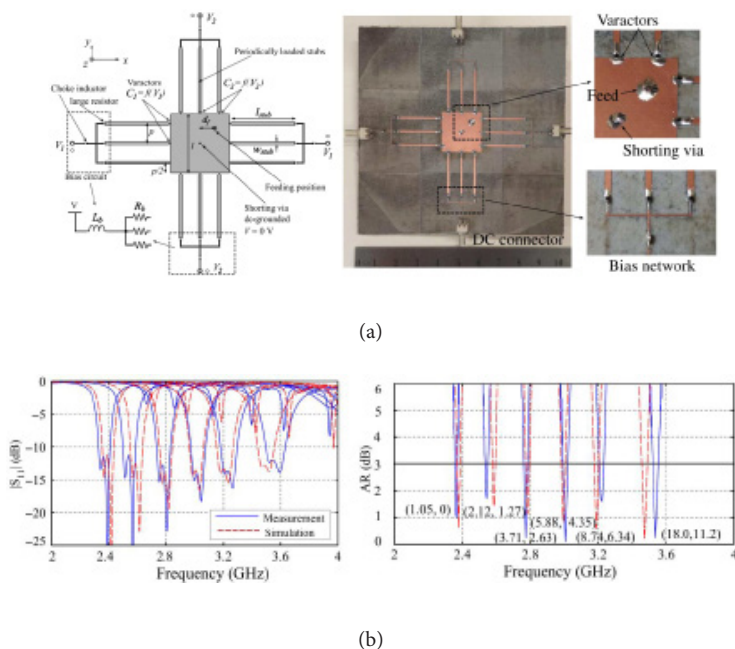 V₂
y
x
z
Periodically loaded stubs
Varactors
C₂ = f(V₂)
C₁ = f(V₁)
Choke inductor
large resistor
V₁
Bias circuit
V
L_b
R_b
p
p/2
l
d_f
l_stub
w_stub
V₁
Feeding position
Shorting via
dc-grounded
V = 0 V
V₂
Varactors
Feed
Shorting via
DC connector
Bias network
(a)
0
−5
−10
−15
−20
−25
|S₁₁| (dB)
Measurement
Simulation
2 2.4 2.8 3.2 3.6 4
Frequency (GHz)
6
5
4
3
2
1
0
AR (dB)
(1.05, 0)
(2.12, 1.27)
(3.71, 2.63)
(5.88, 4.35)
(8.74,6.34)
(18.0,11.2)
2 2.4 2.8 3.2 3.6 4
Frequency (GHz)
(b)